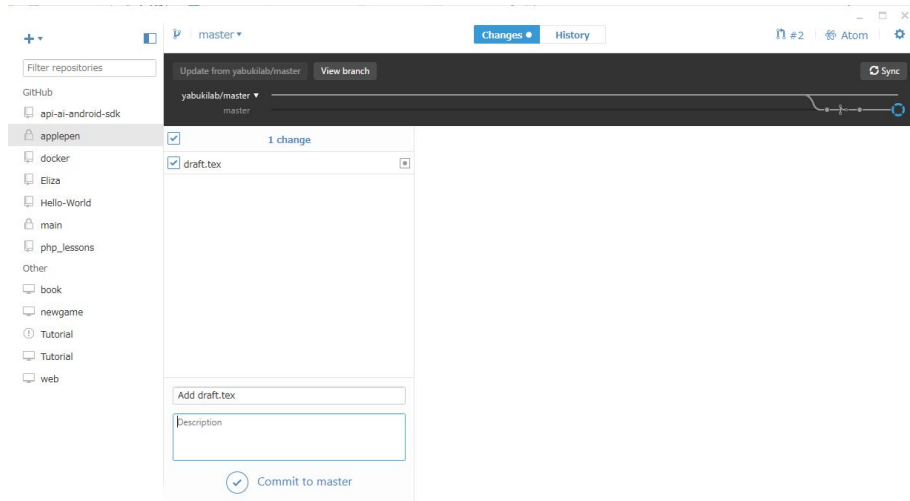 master
Changes
History
#2
Atom
Filter repositories
Update from yabukilab/master
View branch
Sync
GitHub
yabukilab/master
master
api-ai-android-sdk
applepen
docker
Eliza
Hello-World
main
php_lessons
Other
book
newgame
Tutorial
Tutorial
web
1 change
draft.tex
Add draft.tex
Description
Commit to master